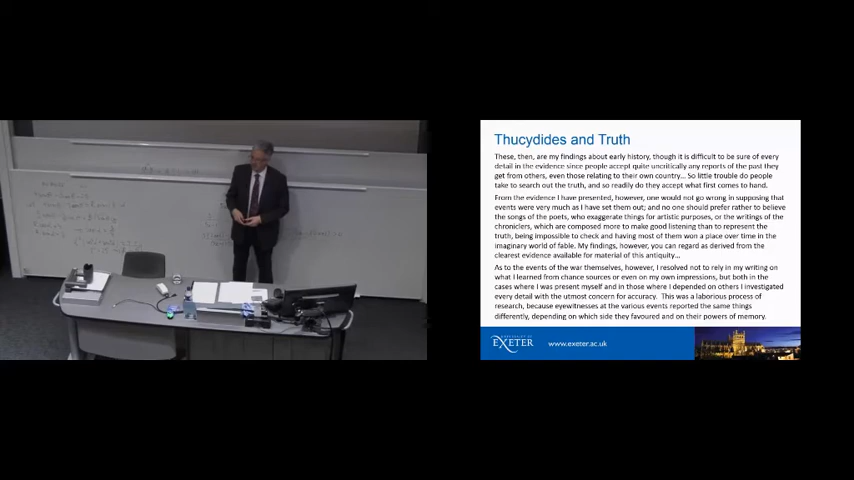 Thucydides and Truth
These, then, are my findings about early history, though it is difficult to be sure of every
detail in the evidence since people accept quite uncritically any reports of the past they
get from others, even those relating to their own country... So little trouble do people
take to search out the truth, and so readily do they accept what first comes to hand.
From the evidence I have presented, however, one would not go wrong in supposing that
events were very much as I have set them out; and no one should prefer rather to believe
the songs of the poets, who exaggerate things for artistic purposes, or the writings of the
chroniclers, which are composed more to make good listening than to represent the
truth, being impossible to check and having most of them won a place over time in the
imaginary world of fable. My findings, however, you can regard as derived from the
clearest evidence available for material of this antiquity...
As to the events of the war themselves, however, I resolved not to rely in my writing on
what I learned from chance sources or even on my own impressions, but both in the
cases where I was present myself and in those where I depended on others I investigated
every detail with the utmost concern for accuracy. This was a laborious process of
research, because eyewitnesses at the various events reported the same things
differently, depending on which side they favoured and on their powers of memory.
UNIVERSITY OF
EXETER
www.exeter.ac.uk